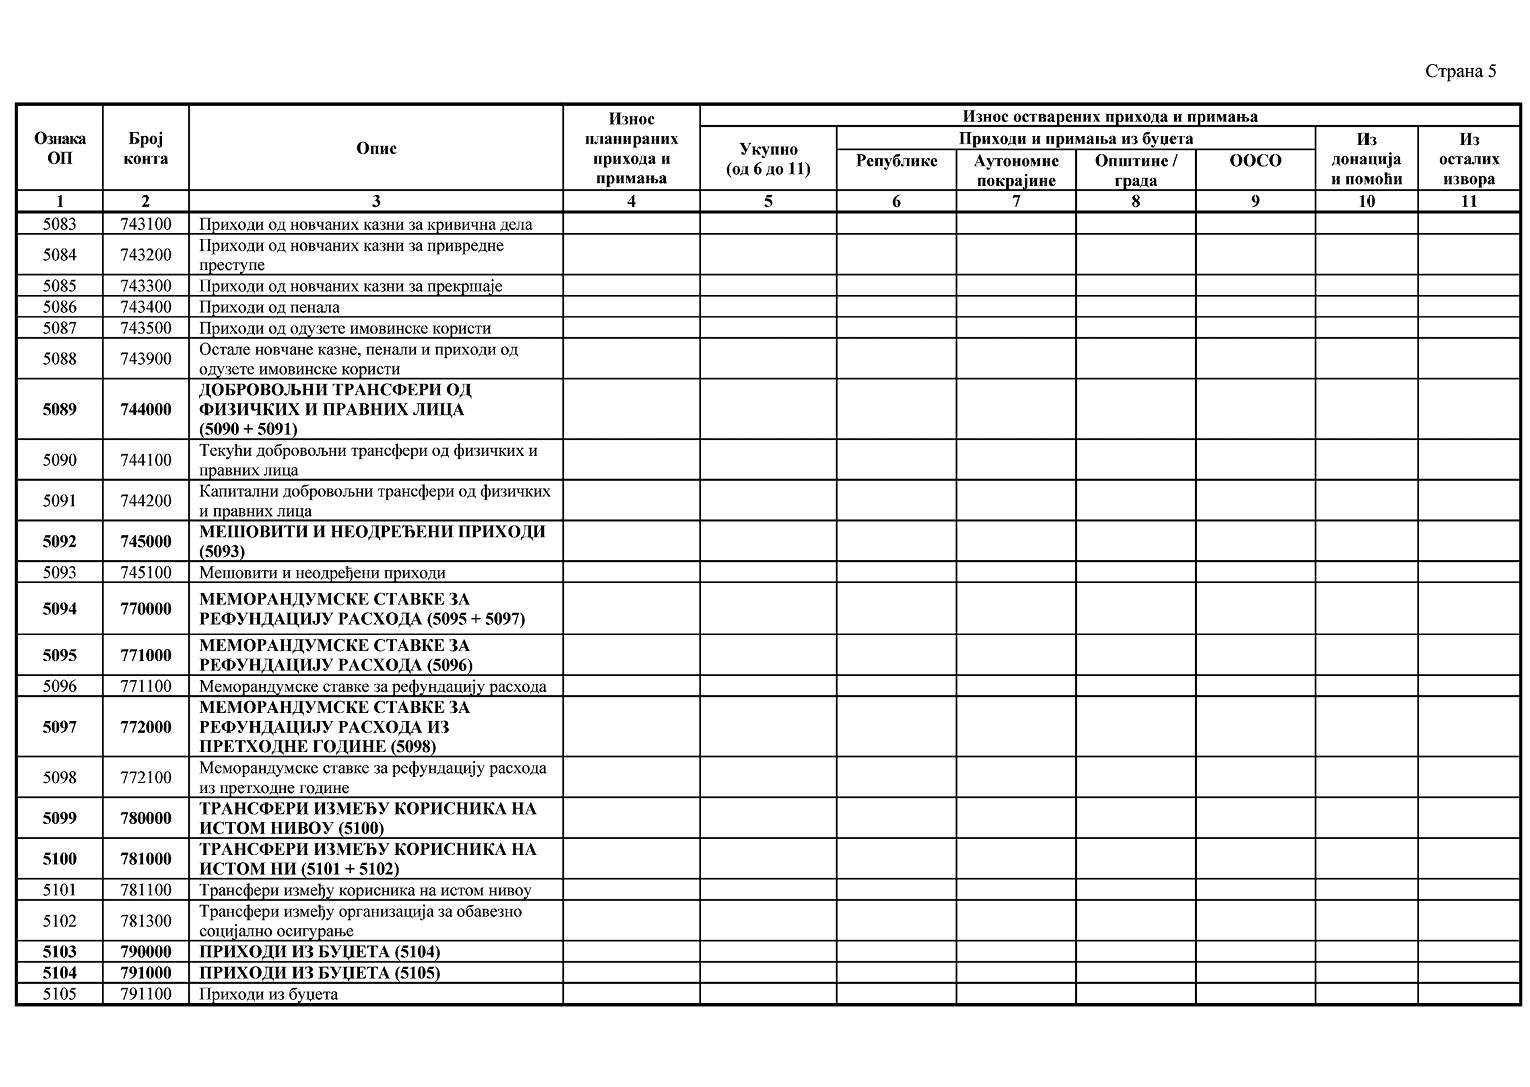 Страна 5
Ознака ОП
Број конта
Опис
Износ планираних прихода и примања
Износ остварених прихода и примања
Укупно (од 6 до 11)
Приходи и примања из буџета
Републике
Аутономне покрајине
Општине / града
ООСО
Из донација и помоћи
Из осталих извора
1 2 3 4 5 6 7 8 9 10 11
5083 743100 Приходи од новчаних казни за кривична дела
5084 743200 Приходи од новчаних казни за привредне
преступе
5085 743300 Приходи од новчаних казни за прекршаје
5086 743400 Приходи од пенала
5087 743500 Приходи од одузете имовинске користи
5088 743900 Остале новчане казне, пенали и приходи од
одузете имовинске користи
5089 744000 ДОБРОВОЉНИ ТРАНСФЕРИ ОД
ФИЗИЧКИХ И ПРАВНИХ ЛИЦА
(5090 + 5091)
5090 744100 Текући добровољни трансфери од физичких и
правних лица
5091 744200 Капитални добровољни трансфери од физичких
и правних лица
5092 745000 МЕШОВИТИ И НЕОДРЕЂЕНИ ПРИХОДИ
(5093)
5093 745100 Мешовити и неодређени приходи
5094 770000 МЕМОРАНДУМСКЕ СТАВКЕ ЗА
РЕФУНДАЦИЈУ РАСХОДА (5095 + 5097)
5095 771000 МЕМОРАНДУМСКЕ СТАВКЕ ЗА
РЕФУНДАЦИЈУ РАСХОДА (5096)
5096 771100 Меморандумске ставке за рефундацију расхода
5097 772000 МЕМОРАНДУМСКЕ СТАВКЕ ЗА
РЕФУНДАЦИЈУ РАСХОДА ИЗ
ПРЕТХОДНЕ ГОДИНЕ (5098)
5098 772100 Меморандумске ставке за рефундацију расхода
из претходне године
5099 780000 ТРАНСФЕРИ ИЗМЕЂУ КОРИСНИКА НА
ИСТОМ НИВОУ (5100)
5100 781000 ТРАНСФЕРИ ИЗМЕЂУ КОРИСНИКА НА
ИСТОМ НИ (5101 + 5102)
5101 781100 Трансфери између корисника на истом нивоу
5102 781300 Трансфери између организација за обавезно
социјално осигурање
5103 790000 ПРИХОДИ ИЗ БУЏЕТА (5104)
5104 791000 ПРИХОДИ ИЗ БУЏЕТА (5105)
5105 791100 Приходи из буџета